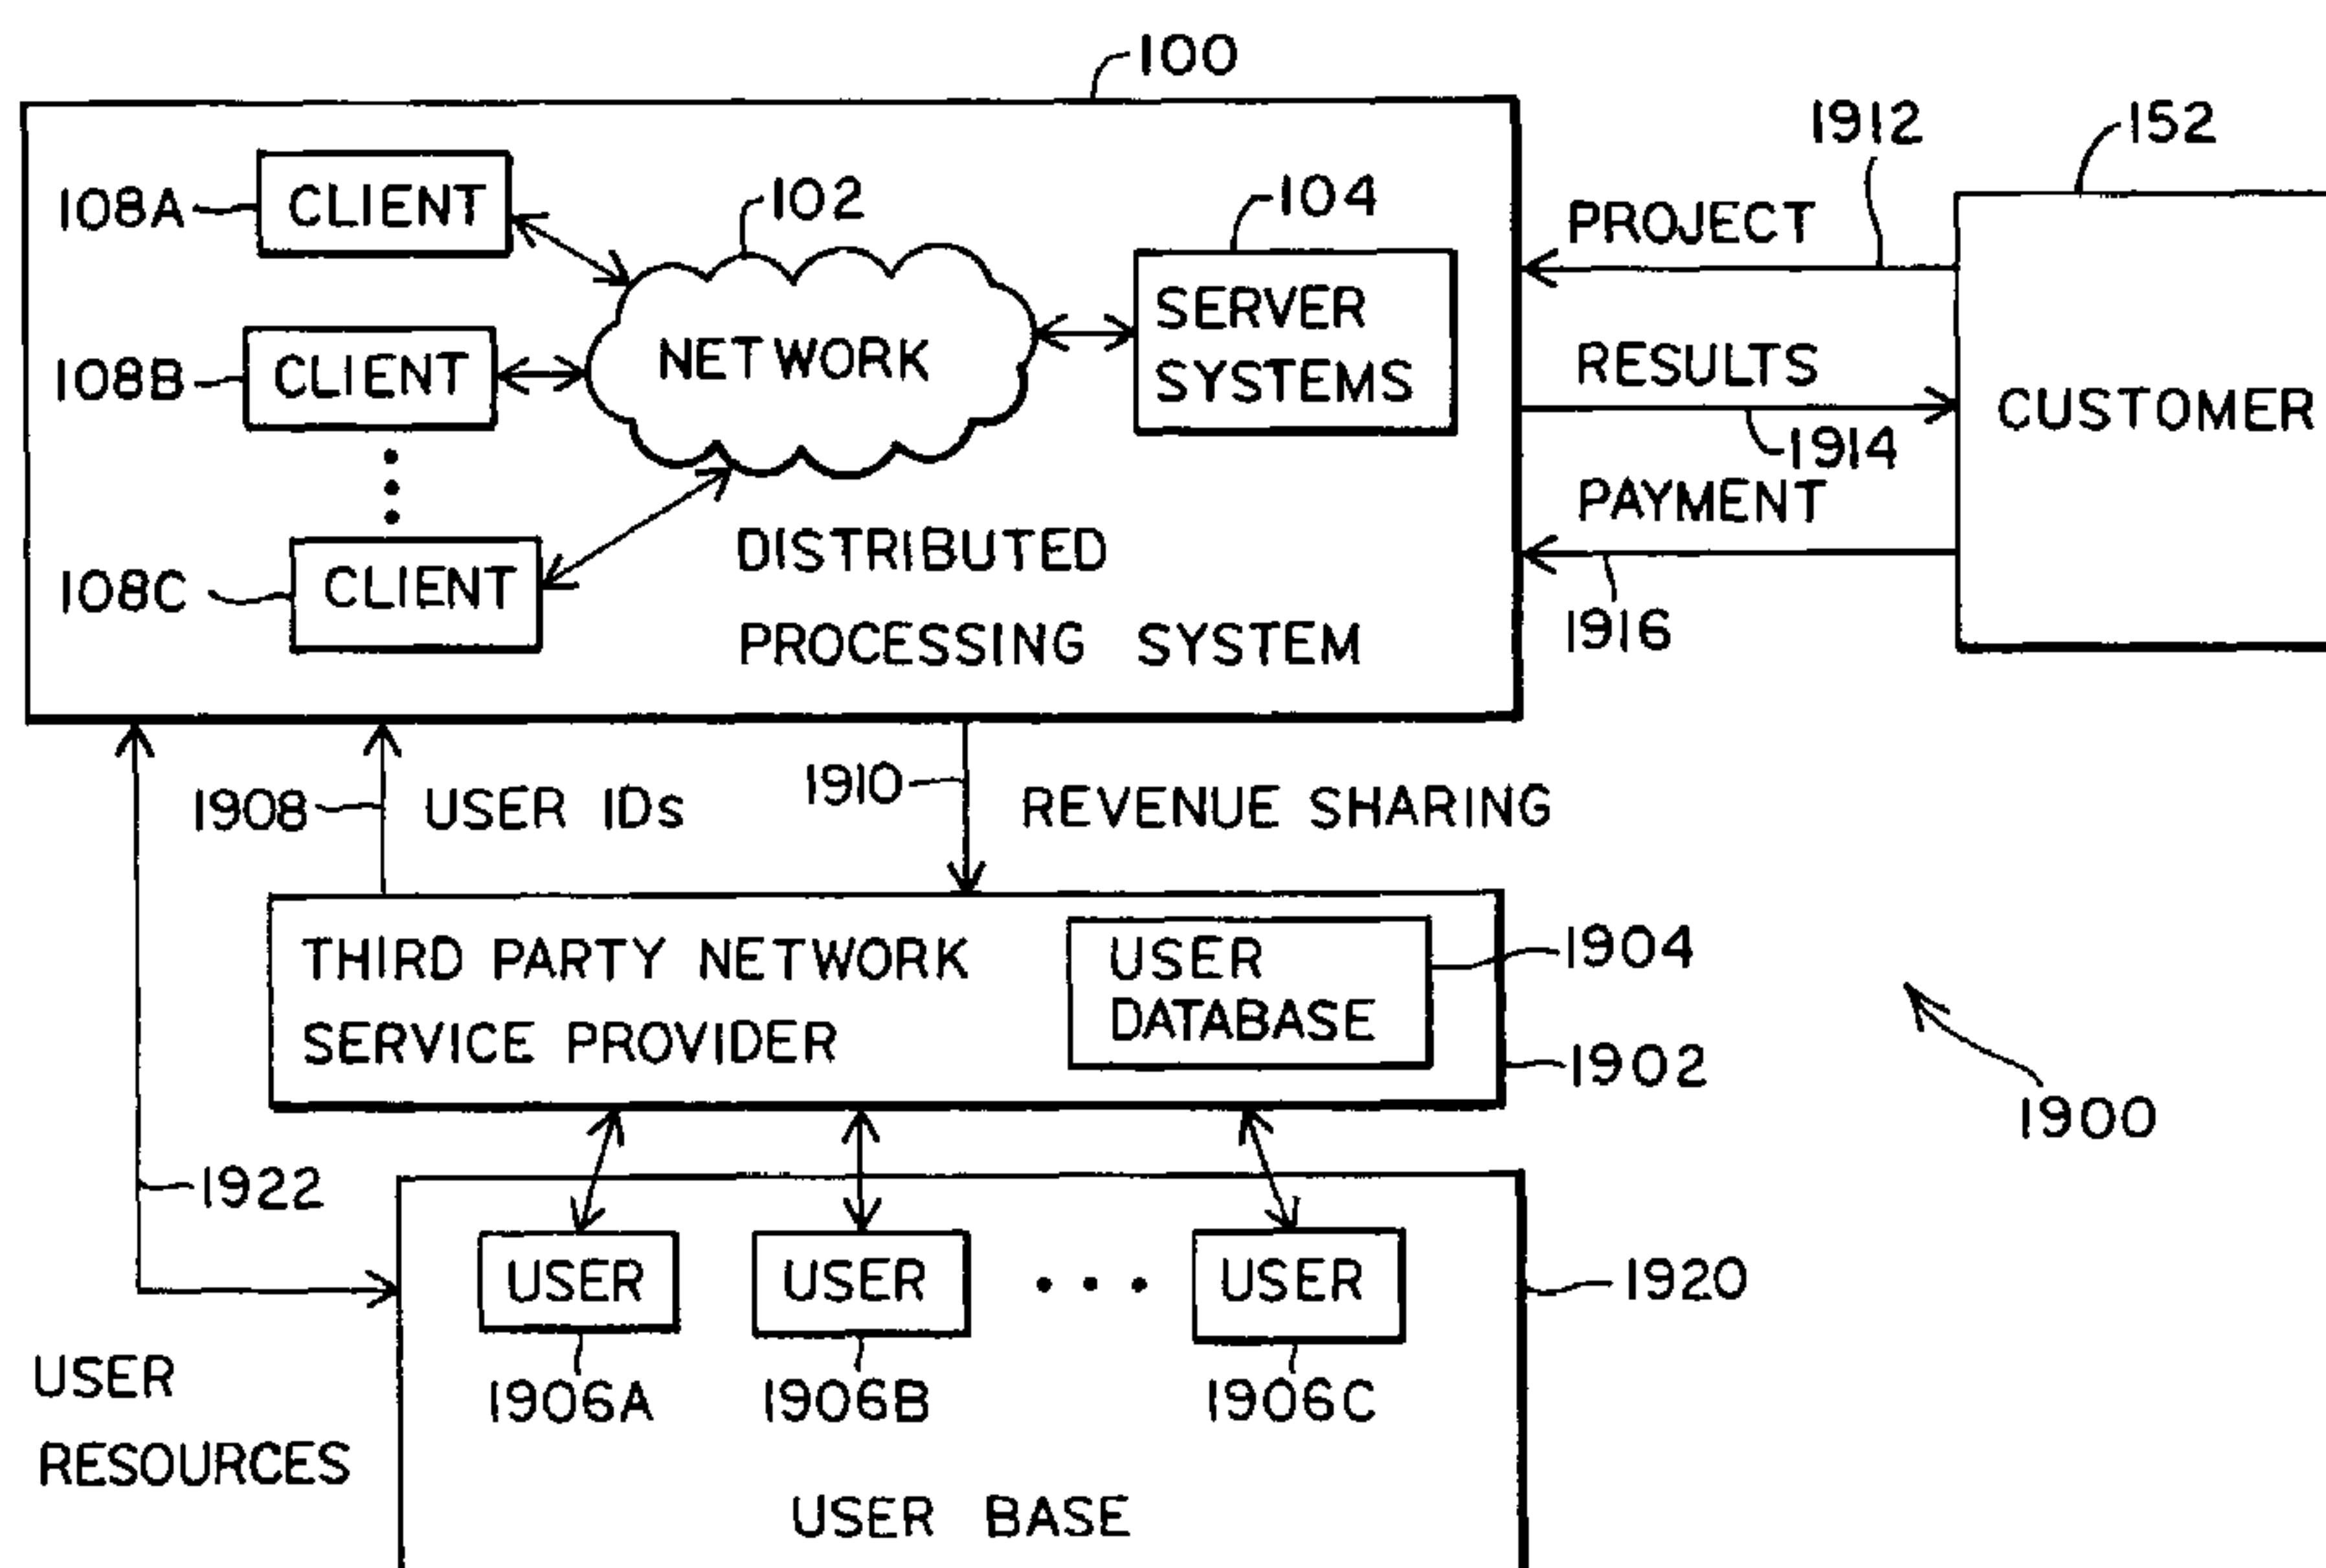 100
1912
152
108A
CLIENT
102
104
PROJECT
SERVER
SYSTEMS
NETWORK
108B
CLIENT
RESULTS
CUSTOMER
1914
PAYMENT
DISTRIBUTED
PROCESSING SYSTEM
108C
CLIENT
1916
1908
USER IDs
1910
REVENUE SHARING
THIRD PARTY NETWORK
SERVICE PROVIDER
USER
DATABASE
1904
1902
1900
1922
USER
USER
USER
1920
1906A
1906B
1906C
USER
RESOURCES
USER BASE